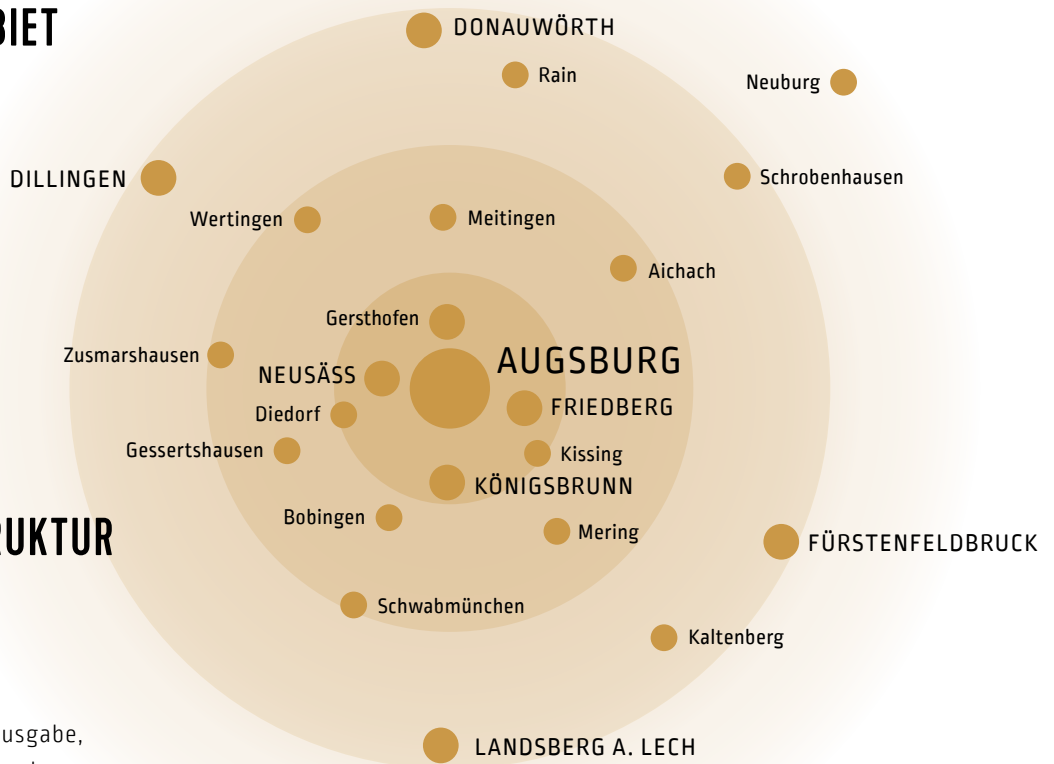 BIET
DONAUWÖRTH
Rain
Neuburg
DILLINGEN
Schrobenhausen
Wertingen
Meitingen
Aichach
Gersthofen
Zusmarshausen
AUGSBURG
NEUSÄSS
FRIEDBERG
Diedorf
Gessertshausen
Kissing
KÖNIGSBRUNN
Bobingen
Mering
RUKTUR
FÜRSTENFELDBRUCK
Schwabmünchen
Kaltenberg
usgabe,
LANDSBERG A. LECH